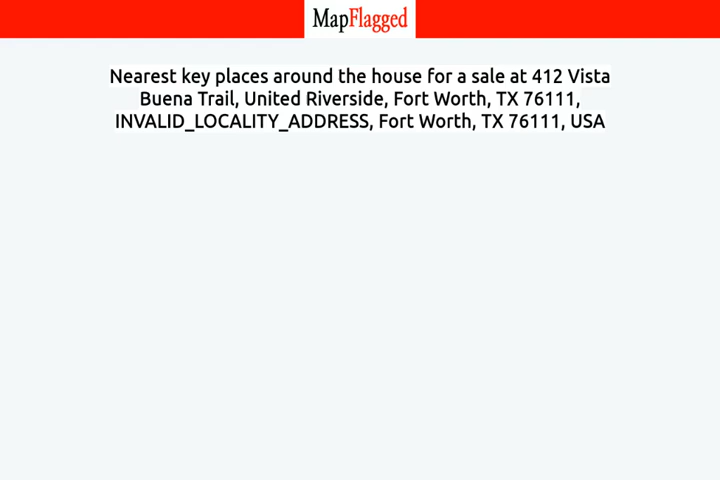 MapFlagged
Nearest key places around the house for a sale at 412 Vista
Buena Trail, United Riverside, Fort Worth, TX 76111,
INVALID_LOCALITY_ADDRESS, Fort Worth, TX 76111, USA